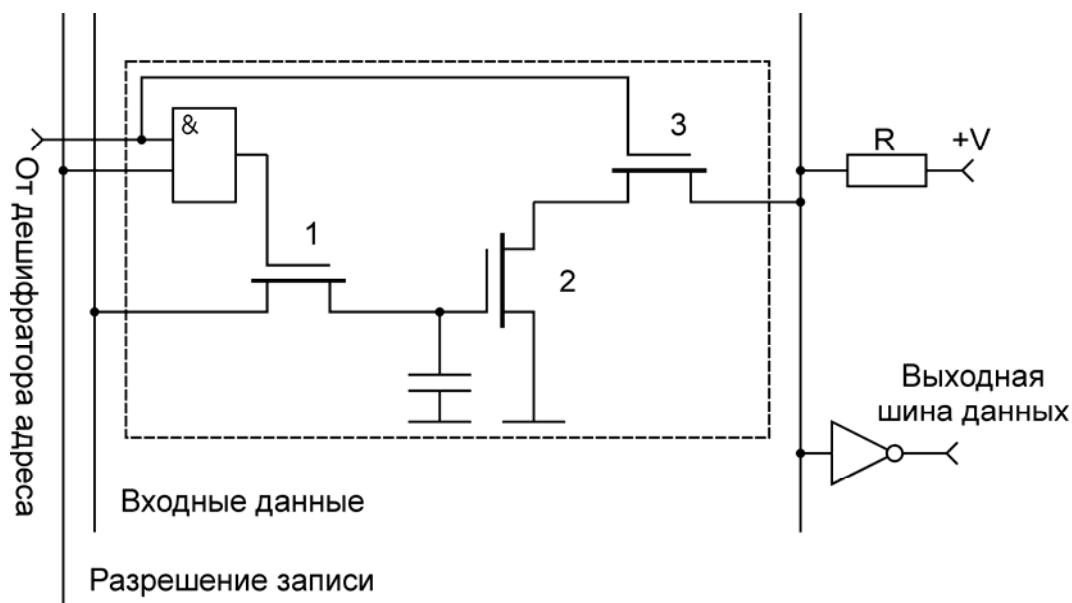 &
3
R
+V
От дешифратора адреса
1
2
Выходная
шина данных
Входные данные
Разрешение записи